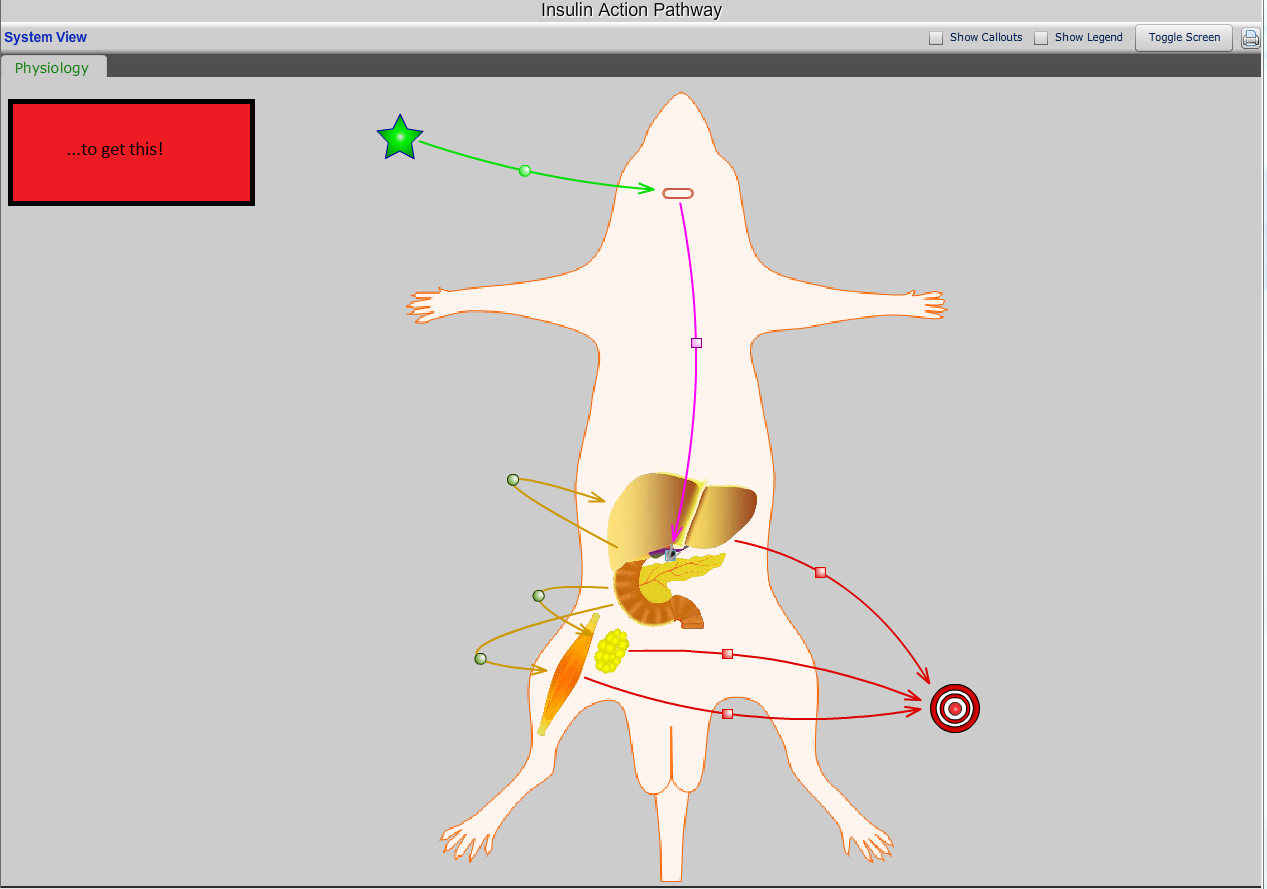 Insulin Action Pathway
System View
Show Callouts
Show Legend
Toggle Screen
Physiology
...to get this!